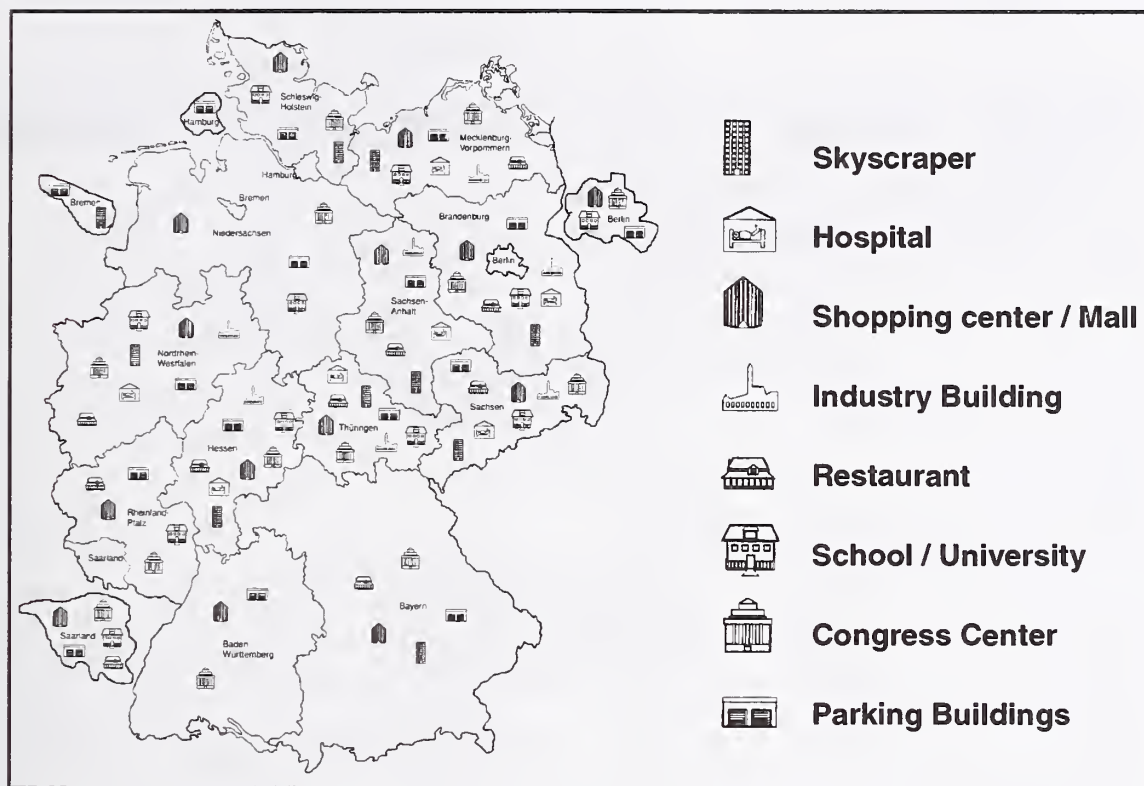 Schleswig-
Holstein
Hamburg
Mecklenburg-
Vorpommern
Hamburg
Bremen
Bremen
Niedersachsen
Brandenburg
Berlin
Berlin
Sachsen-
Anhalt
Nordrhein-
Westfalen
Sachsen
Thüringen
Hessen
Rheinland-
Pfalz
Saarland
Saarland
Bayern
Baden
Württemberg
Skyscraper
Hospital
Shopping center / Mall
Industry Building
Restaurant
School / University
Congress Center
Parking Buildings